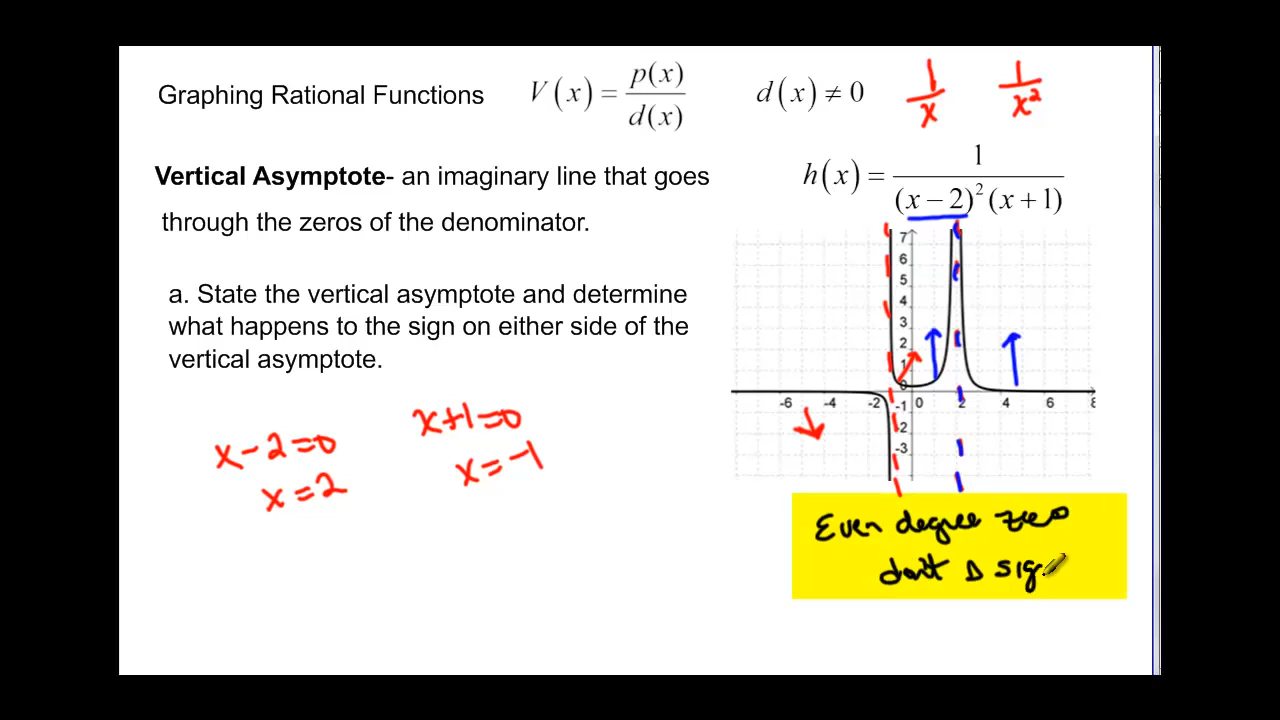 Graphing Rational Functions V(x) = p(x)/d(x) d(x) ≠ 0 1/x 1/x²
Vertical Asymptote- an imaginary line that goes
through the zeros of the denominator.
h(x) = 1/((x − 2)²(x + 1))
a. State the vertical asymptote and determine
what happens to the sign on either side of the
vertical asymptote.
x-2=0
x=2
x+1=0
x=-1
7
6
5
4
3
2
1
0
-6 -4 -2 0 2 4 6 8
-1
-2
-3
Even degree zero
don't Δ sig